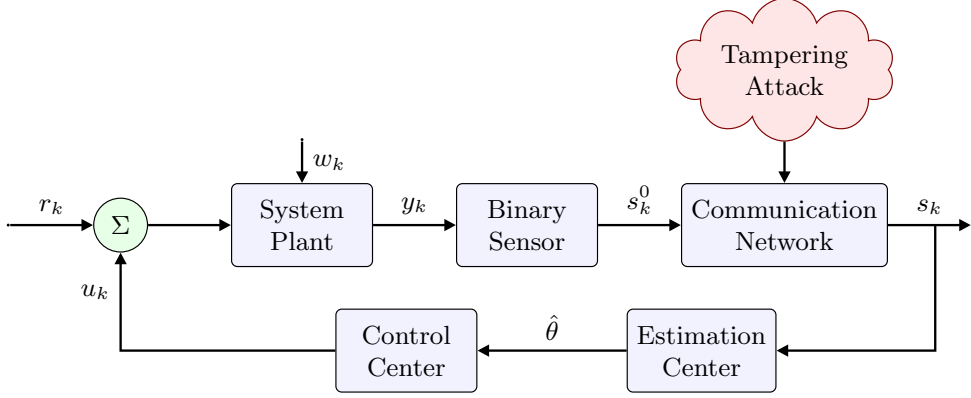 Tampering
Attack
w_k
r_k
Σ
System
Plant
y_k
Binary
Sensor
s_k^0
Communication
Network
s_k
u_k
Control
Center
θ̂
Estimation
Center